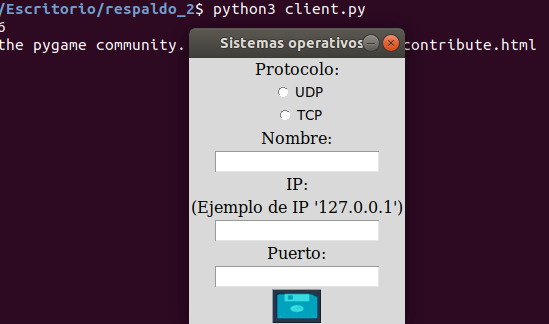 /Escritorio/respaldo_2$ python3 client.py
6
the pygame community. contribute.html
Sistemas operativos
Protocolo:
UDP
TCP
Nombre:
IP:
(Ejemplo de IP '127.0.0.1')
Puerto: